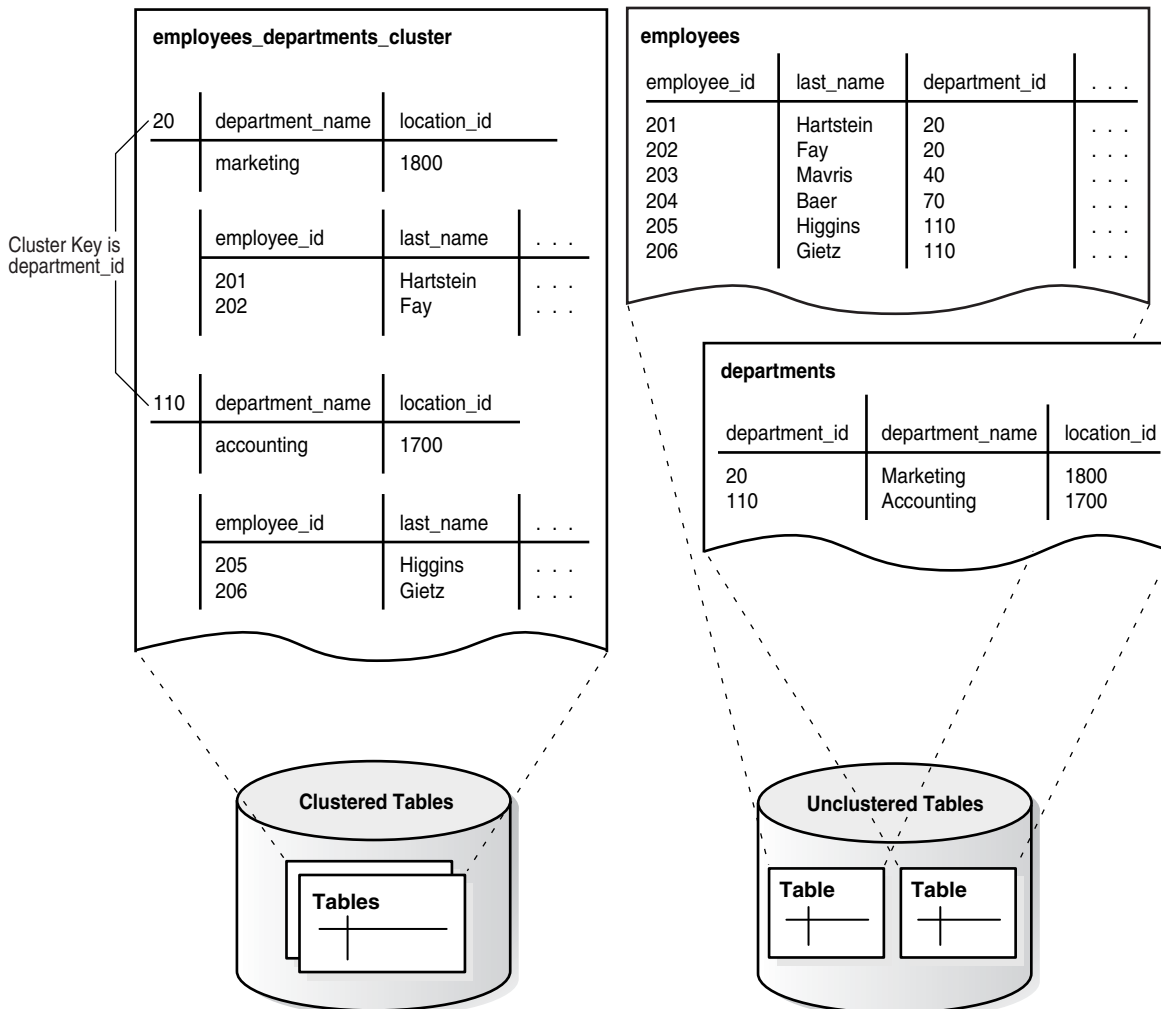 employees_departments_cluster
20 department_name location_id
marketing 1800
employee_id last_name . . .
201 Hartstein . . .
202 Fay . . .
Cluster Key is
department_id
110 department_name location_id
accounting 1700
employee_id last_name . . .
205 Higgins . . .
206 Gietz . . .
Clustered Tables
Tables
employees
employee_id last_name department_id . . .
201 Hartstein 20 . . .
202 Fay 20 . . .
203 Mavris 40 . . .
204 Baer 70 . . .
205 Higgins 110 . . .
206 Gietz 110 . . .
departments
department_id department_name location_id
20 Marketing 1800
110 Accounting 1700
Unclustered Tables
Table
Table